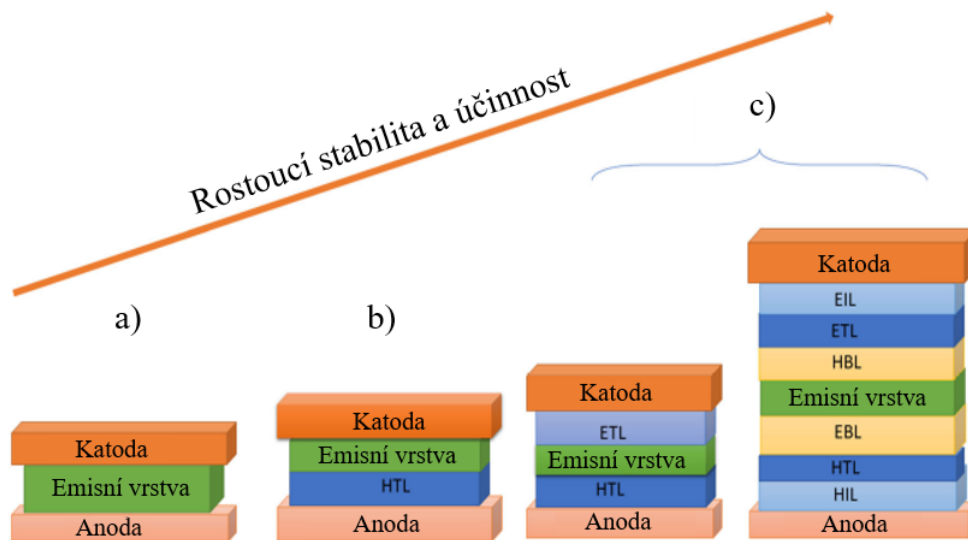 Rostoucí stabilita a účinnost
a)
Katoda
Emisní vrstva
Anoda
b)
Katoda
Emisní vrstva
HTL
Anoda
c)
Katoda
ETL
Emisní vrstva
HTL
Anoda
Katoda
EIL
ETL
HBL
Emisní vrstva
EBL
HTL
HIL
Anoda